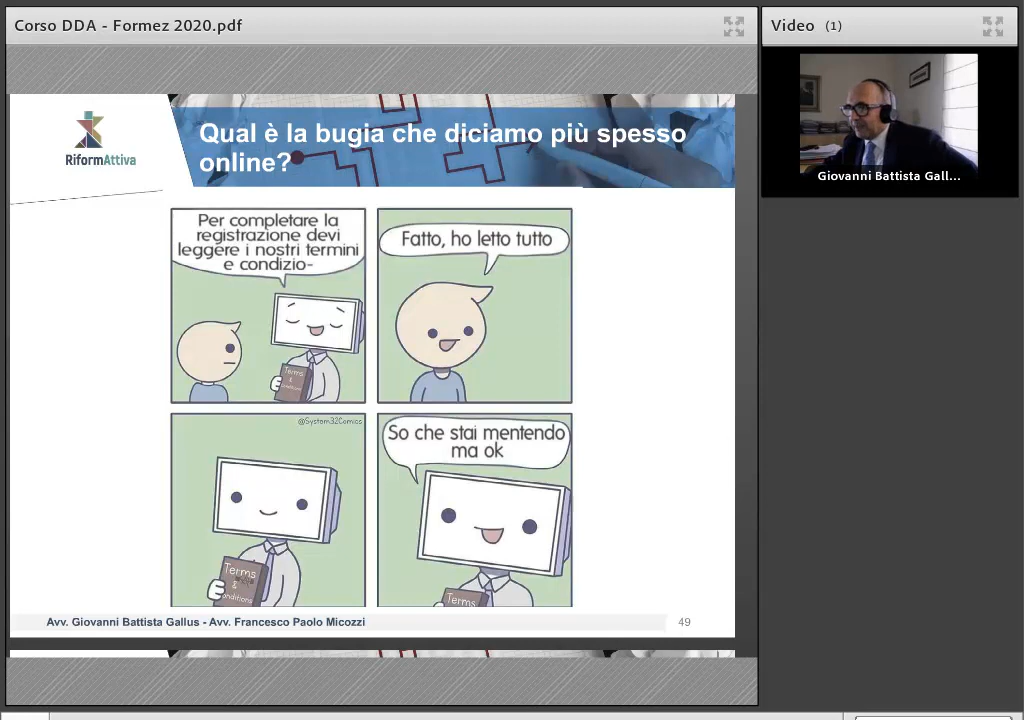 Corso DDA - Formez 2020.pdf
Video (1)
Giovanni Battista Gall...
RiformAttiva
Qual è la bugia che diciamo più spesso
online?
Per completare la
registrazione devi
leggere i nostri termini
e condizio-
Terms
&
conditions
Fatto, ho letto tutto
@System32Comics
Terms
&
onditions
So che stai mentendo
ma ok
Terms
Avv. Giovanni Battista Gallus - Avv. Francesco Paolo Micozzi
49